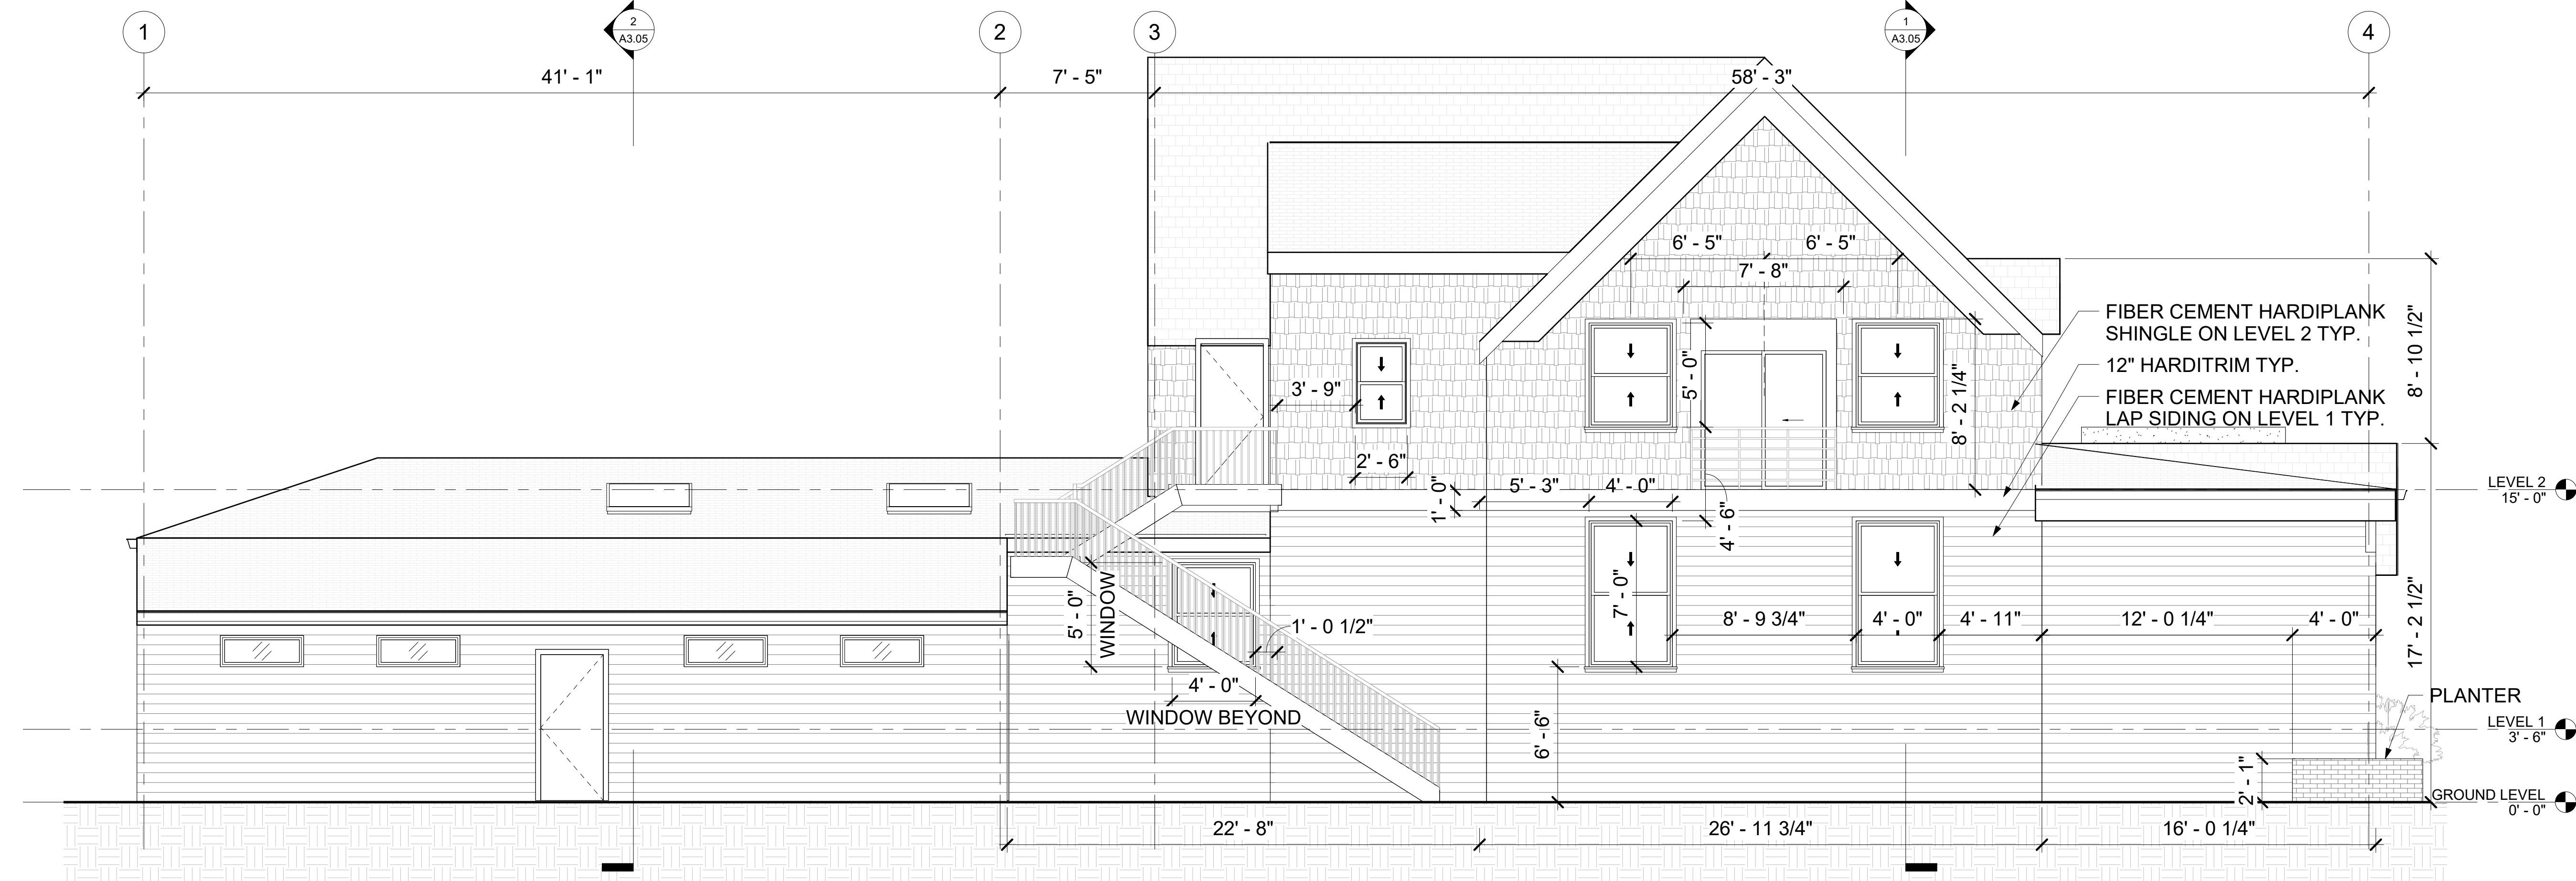 1
2
A3.05
2
3
1
A3.05
4
41' - 1"
7' - 5"
58' - 3"
6' - 5"
6' - 5"
7' - 8"
FIBER CEMENT HARDIPLANK
SHINGLE ON LEVEL 2 TYP.
12" HARDITRIM TYP.
FIBER CEMENT HARDIPLANK
LAP SIDING ON LEVEL 1 TYP.
8' - 10 1/2"
5' - 0"
8' - 2 1/4"
3' - 9"
2' - 6"
1' - 0"
5' - 3"
4' - 0"
4' - 6"
LEVEL 2
15' - 0"
5' - 0"
WINDOW
1' - 0 1/2"
7' - 0"
8' - 9 3/4"
4' - 0"
4' - 11"
12' - 0 1/4"
4' - 0"
17' - 2 1/2"
4' - 0"
WINDOW BEYOND
6' - 6"
PLANTER
LEVEL 1
3' - 6"
2' - 1"
GROUND LEVEL
0' - 0"
22' - 8"
26' - 11 3/4"
16' - 0 1/4"